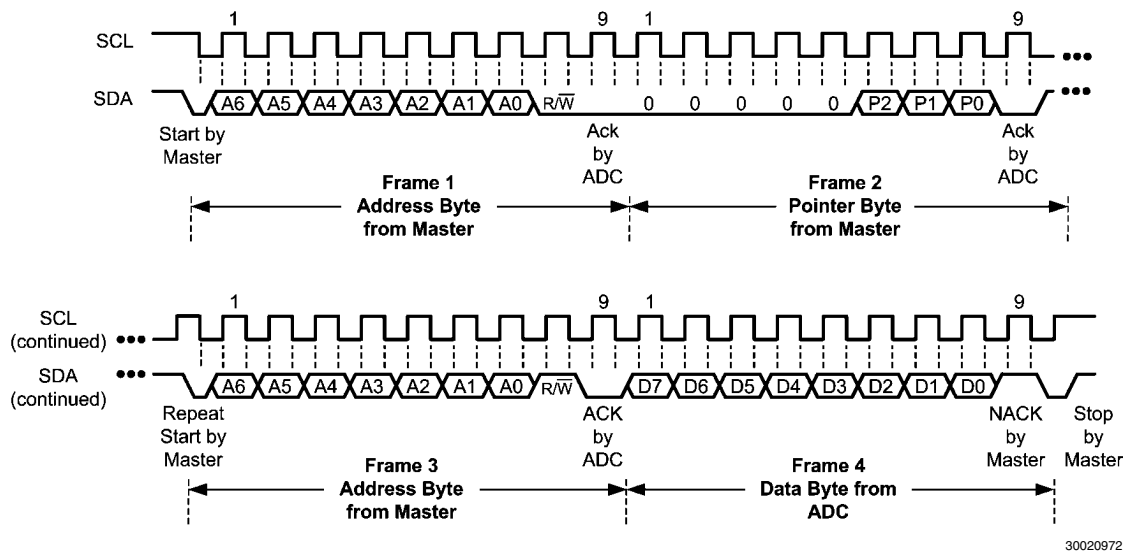 1 9 1 9
SCL
SDA A6 A5 A4 A3 A2 A1 A0 R/W̅ 0 0 0 0 0 P2 P1 P0
Start by
Master
Ack
by
ADC
Ack
by
ADC
Frame 1
Address Byte
from Master
Frame 2
Pointer Byte
from Master
1 9 1 9
SCL
(continued)
SDA
(continued)
A6 A5 A4 A3 A2 A1 A0 R/W̅ D7 D6 D5 D4 D3 D2 D1 D0
Repeat
Start by
Master
ACK
by
ADC
NACK
by
Master
Stop
by
Master
Frame 3
Address Byte
from Master
Frame 4
Data Byte from
ADC
30020972